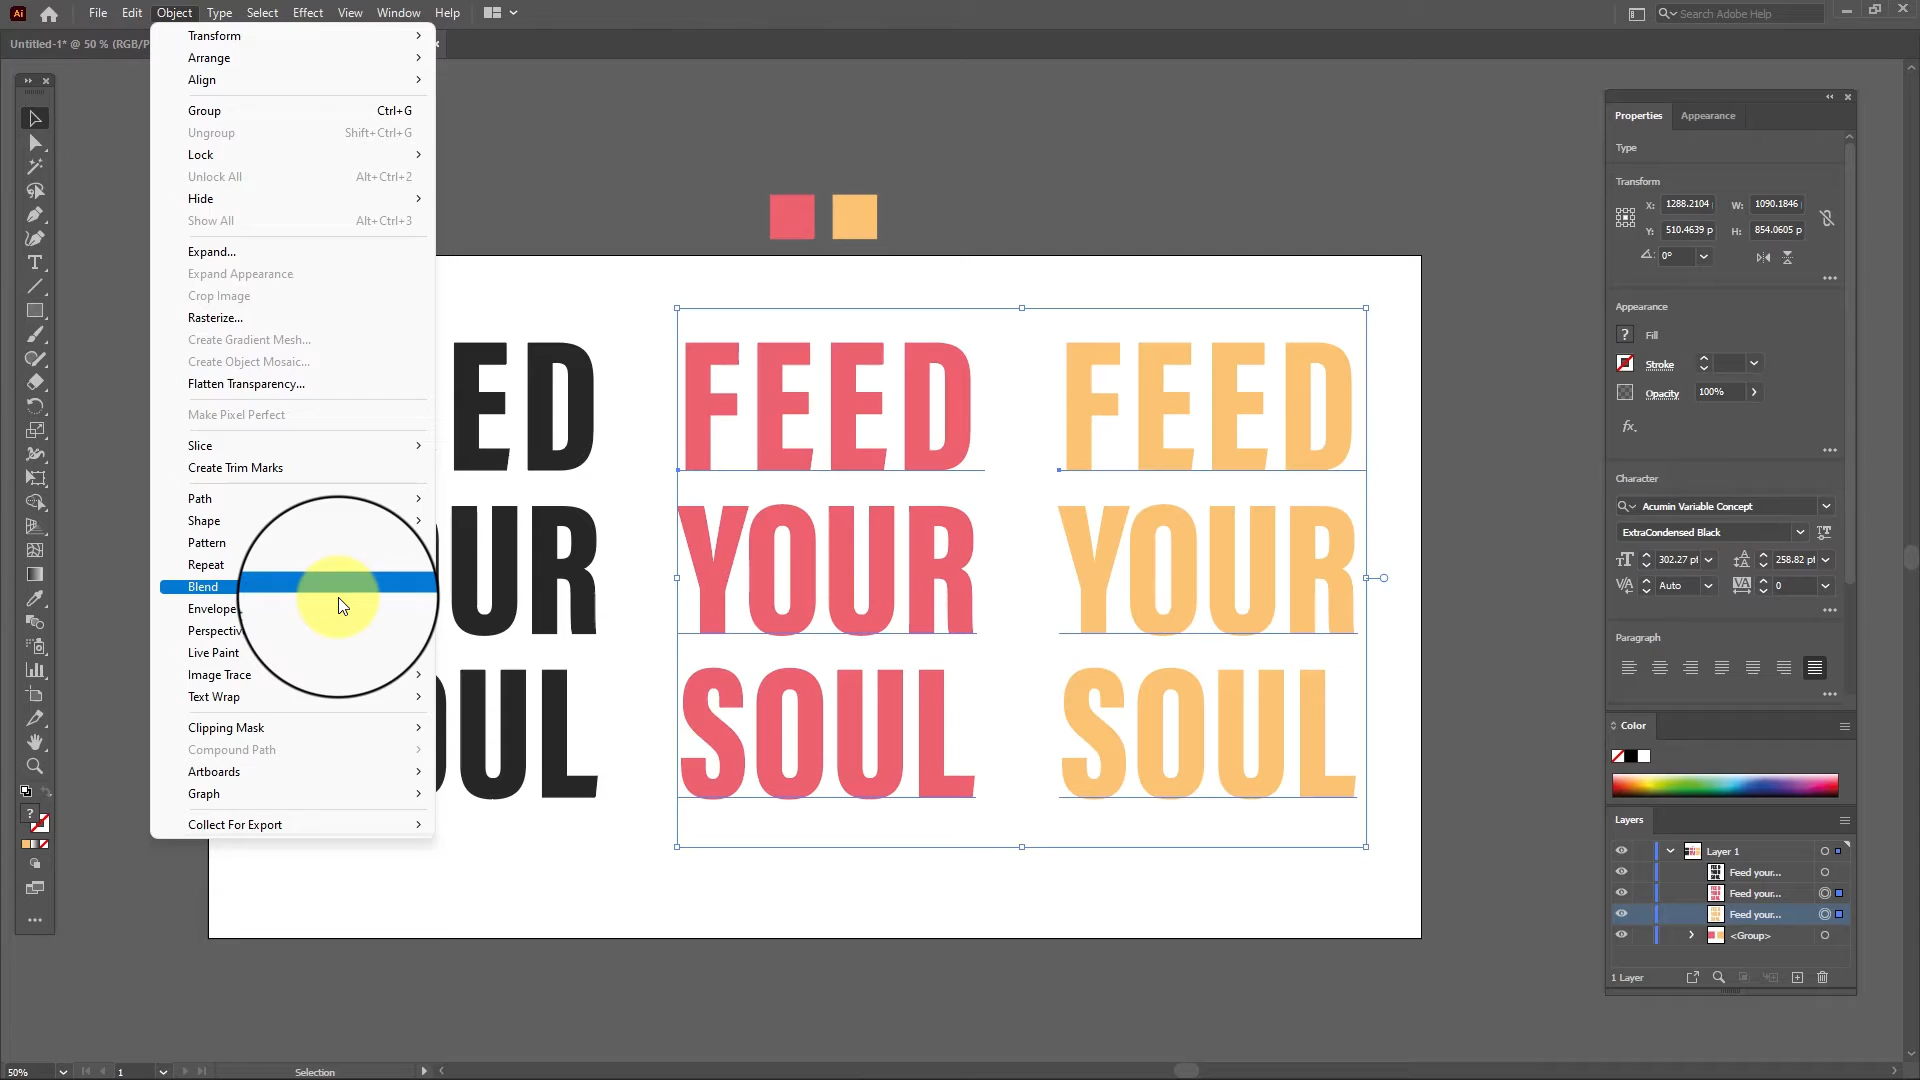 Ai File Edit Object Type Select Effect View Window Help Search Adobe Help
Untitled-1* @ 50 % (RGB/P
Transform
Arrange
Align
Group Ctrl+G
Ungroup Shift+Ctrl+G
Lock
Unlock All Alt+Ctrl+2
Hide
Show All Alt+Ctrl+3
Expand...
Expand Appearance
Crop Image
Rasterize...
Create Gradient Mesh...
Create Object Mosaic...
Flatten Transparency...
Make Pixel Perfect
Slice
Create Trim Marks
Path
Shape
Pattern
Repeat
Blend
Envelope
Perspectiv
Live Paint
Image Trace
Text Wrap
Clipping Mask
Compound Path
Artboards
Graph
Collect For Export
ED
UR
OUL
FEED
YOUR
SOUL
FEED
YOUR
SOUL
Properties Appearance
Type
Transform
X: 1288.2104 W: 1090.1846
Y: 510.4639 p H: 854.0605 p
0°
Appearance
? Fill
Stroke
Opacity 100%
fx.
Character
Acumin Variable Concept
ExtraCondensed Black
302.27 pt 258.82 pt
Auto 0
Paragraph
Color
Layers
Layer 1
Feed your...
Feed your...
Feed your...
<Group>
1 Layer
50% 1 Selection